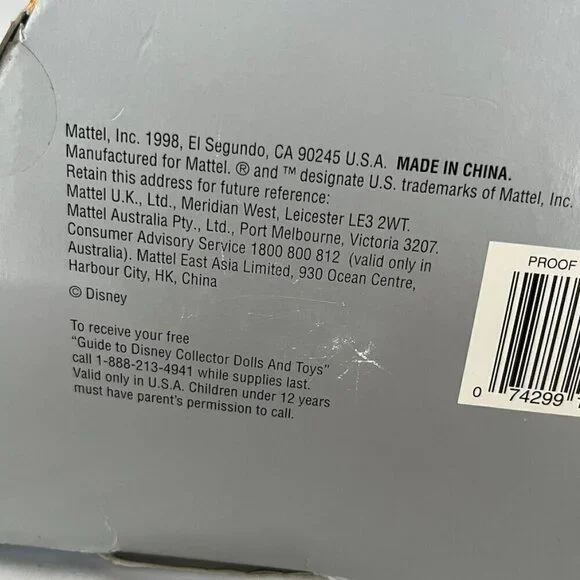 Mattel, Inc. 1998, El Segundo, CA 90245 U.S.A. MADE IN CHINA.
Manufactured for Mattel. ® and ™ designate U.S. trademarks of Mattel, Inc.
Retain this address for future reference:
Mattel U.K., Ltd., Meridian West, Leicester LE3 2WT.
Mattel Australia Pty., Ltd., Port Melbourne, Victoria 3207.
Consumer Advisory Service 1800 800 812 (valid only in
Australia). Mattel East Asia Limited, 930 Ocean Centre,
Harbour City, HK, China
© Disney
To receive your free
"Guide to Disney Collector Dolls And Toys"
call 1-888-213-4941 while supplies last.
Valid only in U.S.A. Children under 12 years
must have parent's permission to call.
PROOF
0 74299